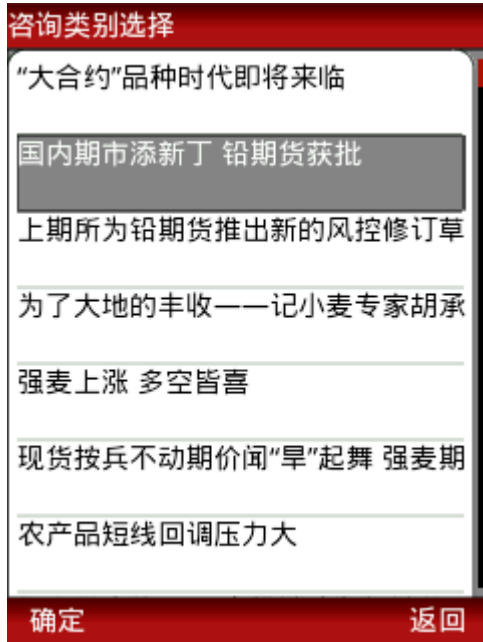 咨询类别选择
“大合约”品种时代即将来临
国内期市添新丁 铅期货获批
上期所为铅期货推出新的风控修订草
为了大地的丰收——记小麦专家胡承
强麦上涨 多空皆喜
现货按兵不动期价闻“旱”起舞 强麦期
农产品短线回调压力大
确定 返回